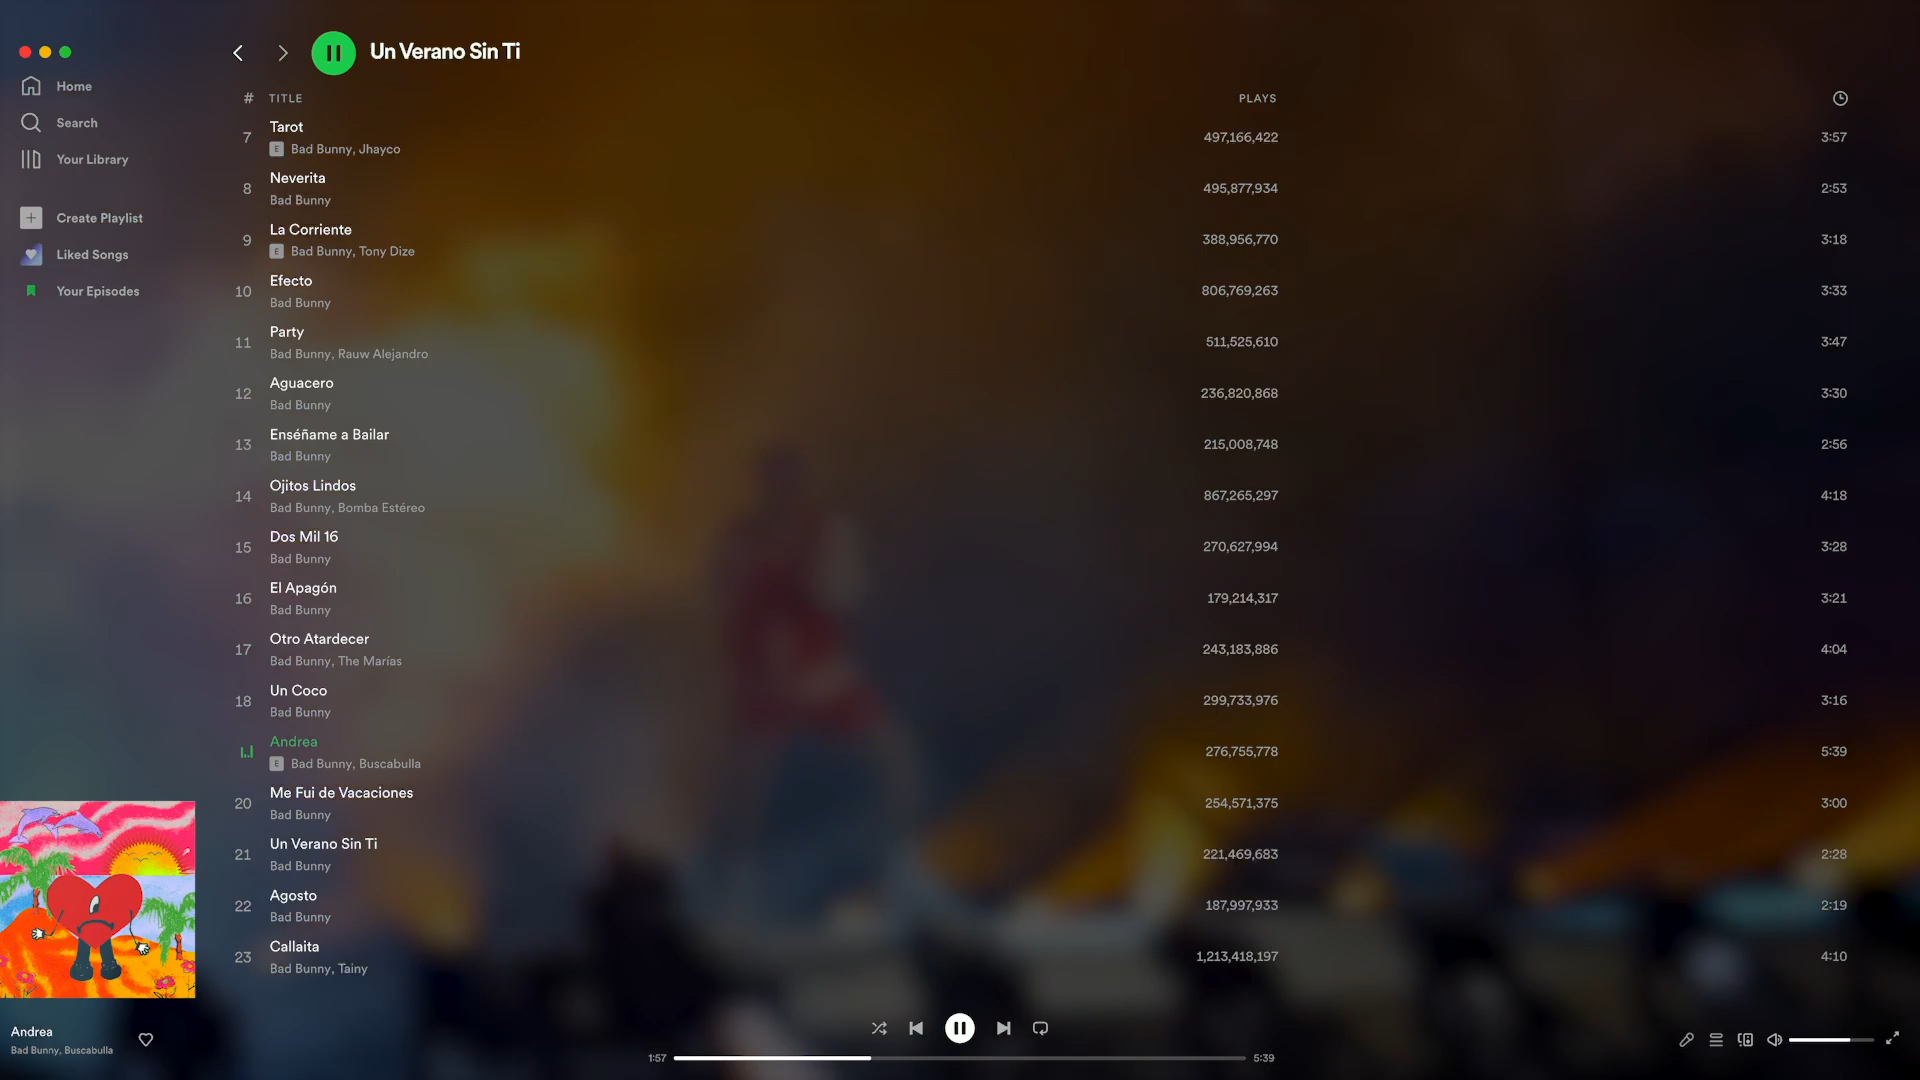 Un Verano Sin Ti
Home
Search
Your Library
Create Playlist
Liked Songs
Your Episodes
# TITLE PLAYS
7 Tarot 497,166,422 3:57
E Bad Bunny, Jhayco
8 Neverita 495,877,934 2:53
Bad Bunny
9 La Corriente 388,956,770 3:18
E Bad Bunny, Tony Dize
10 Efecto 806,769,263 3:33
Bad Bunny
11 Party 511,525,610 3:47
Bad Bunny, Rauw Alejandro
12 Aguacero 236,820,868 3:30
Bad Bunny
13 Enséñame a Bailar 215,008,748 2:56
Bad Bunny
14 Ojitos Lindos 867,265,297 4:18
Bad Bunny, Bomba Estéreo
15 Dos Mil 16 270,627,994 3:28
Bad Bunny
16 El Apagón 179,214,317 3:21
Bad Bunny
17 Otro Atardecer 243,183,886 4:04
Bad Bunny, The Marías
18 Un Coco 299,733,976 3:16
Bad Bunny
Andrea 276,755,778 5:39
E Bad Bunny, Buscabulla
20 Me Fui de Vacaciones 254,571,375 3:00
Bad Bunny
21 Un Verano Sin Ti 221,469,683 2:28
Bad Bunny
22 Agosto 187,997,933 2:19
Bad Bunny
23 Callaita 1,213,418,197 4:10
Bad Bunny, Tainy
Andrea
Bad Bunny, Buscabulla
1:57 5:39